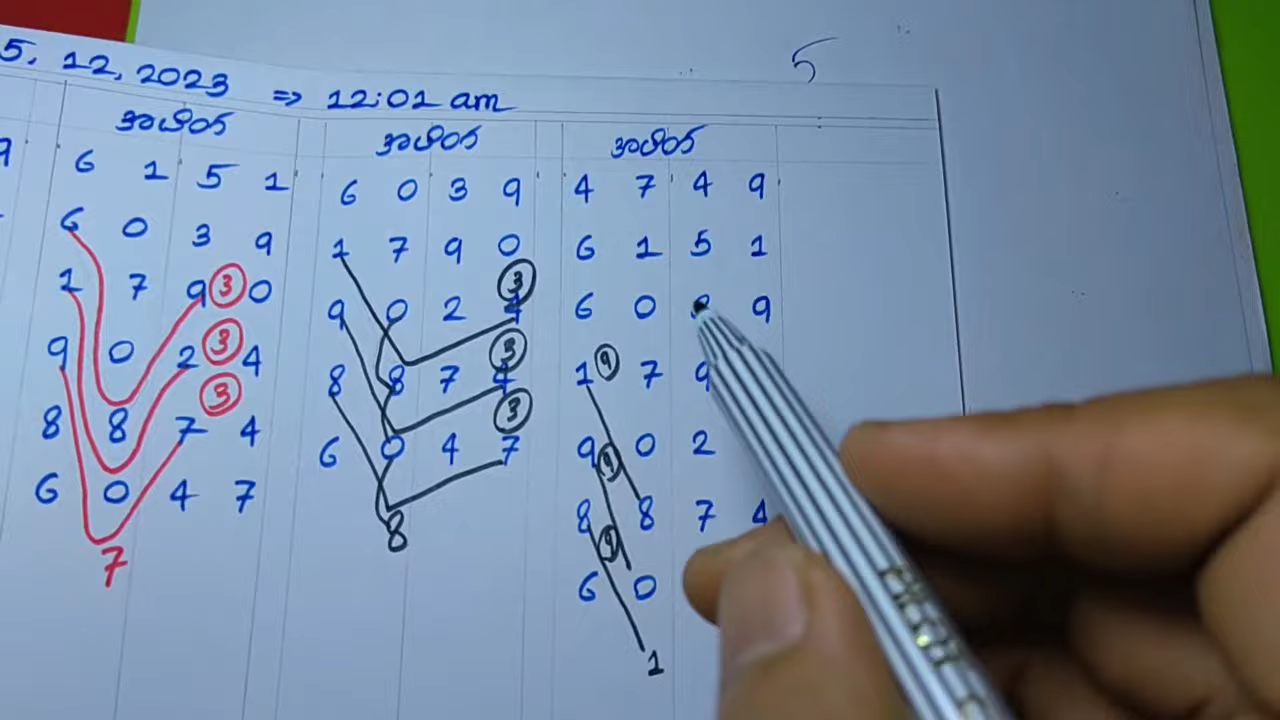 5, 12, 2023 => 12:01 am
5
9 6 1 5 1 6 0 3 9 4 7 4 9
6 0 3 9 1 7 9 0 6 1 5 1
1 7 9 3 0 9 0 2 4 3 6 0 9
9 0 2 3 4 8 8 7 4 3 1 9 7 9
8 8 7 3 4 6 0 4 7 3 9 0 2
6 0 4 7 8 9 8 8 7 4
7 9 6 0
1